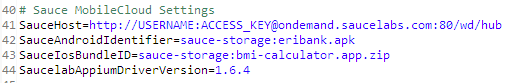 40 # Sauce MobileCloud Settings
41 SauceHost=http://USERNAME:ACCESS_KEY@ondemand.saucelabs.com:80/wd/hub
42 SauceAndroidIdentifier=sauce-storage:eribank.apk
43 SauceIosBundleID=sauce-storage:bmi-calculator.app.zip
44 SaucelabAppiumDriverVersion=1.6.4